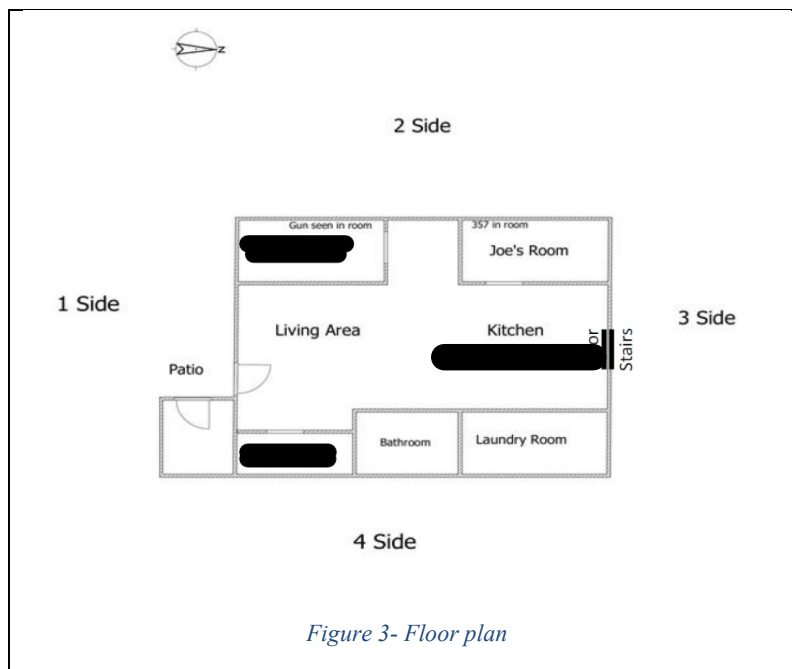 N
2 Side
Gun seen in room
357 in room
Joe's Room
1 Side
Living Area
Kitchen
3 Side
or
Stairs
Patio
Bathroom
Laundry Room
4 Side
Figure 3- Floor plan